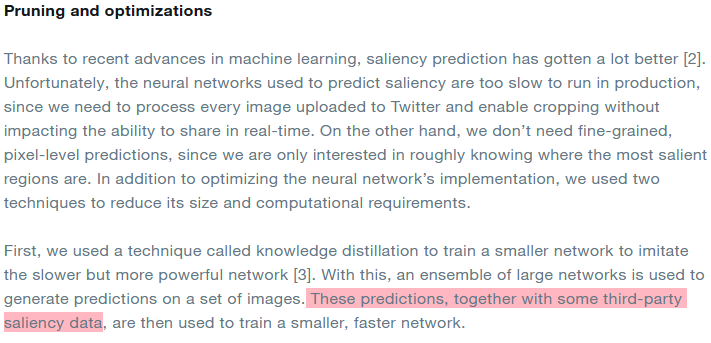 Pruning and optimizations
Thanks to recent advances in machine learning, saliency prediction has gotten a lot better [2].
Unfortunately, the neural networks used to predict saliency are too slow to run in production,
since we need to process every image uploaded to Twitter and enable cropping without
impacting the ability to share in real-time. On the other hand, we don’t need fine-grained,
pixel-level predictions, since we are only interested in roughly knowing where the most salient
regions are. In addition to optimizing the neural network’s implementation, we used two
techniques to reduce its size and computational requirements.
First, we used a technique called knowledge distillation to train a smaller network to imitate
the slower but more powerful network [3]. With this, an ensemble of large networks is used to
generate predictions on a set of images. These predictions, together with some third-party
saliency data, are then used to train a smaller, faster network.